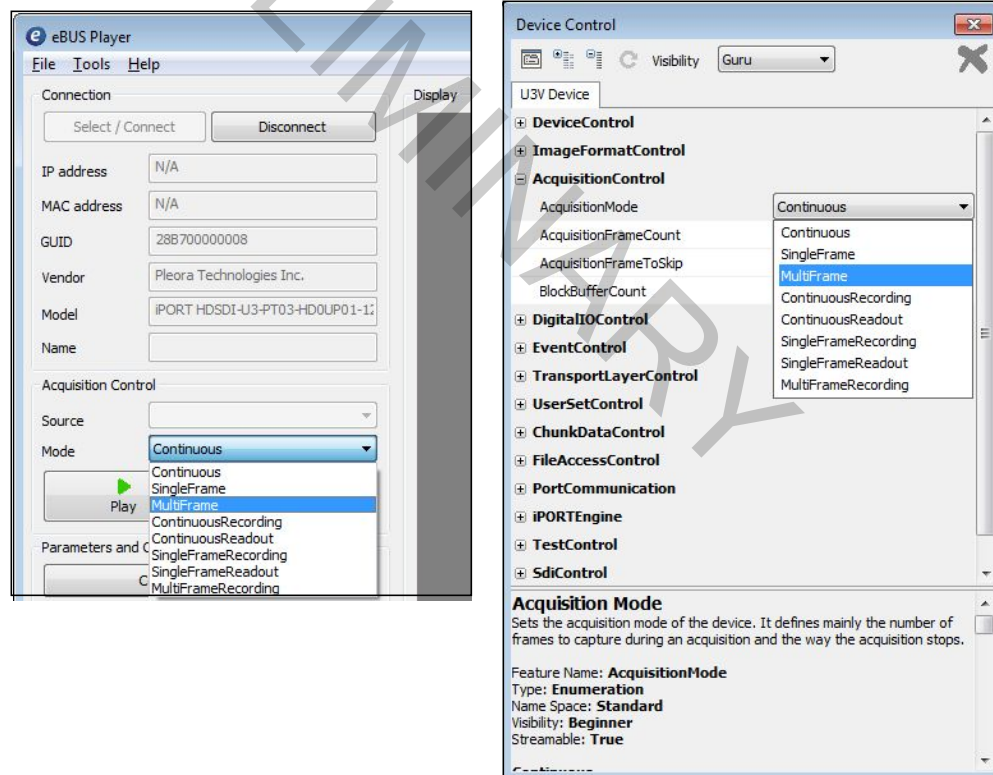 eBUS Player
File Tools Help
Connection
Select / Connect
Disconnect
IP address
N/A
MAC address
N/A
GUID
28B700000008
Vendor
Pleora Technologies Inc.
Model
iPORT HDSDI-U3-PT03-HD0UP01-12
Name
Acquisition Control
Source
Mode
Continuous
Continuous
SingleFrame
MultiFrame
ContinuousRecording
ContinuousReadout
SingleFrameRecording
SingleFrameReadout
MultiFrameRecording
Play
Parameters and C
C
Display
Device Control
Visibility
Guru
U3V Device
DeviceControl
ImageFormatControl
AcquisitionControl
AcquisitionMode
Continuous
AcquisitionFrameCount
AcquisitionFrameToSkip
BlockBufferCount
Continuous
SingleFrame
MultiFrame
ContinuousRecording
ContinuousReadout
SingleFrameRecording
SingleFrameReadout
MultiFrameRecording
DigitalIOControl
EventControl
TransportLayerControl
UserSetControl
ChunkDataControl
FileAccessControl
PortCommunication
iPORTEngine
TestControl
SdiControl
Acquisition Mode
Sets the acquisition mode of the device. It defines mainly the number of
frames to capture during an acquisition and the way the acquisition stops.
Feature Name: AcquisitionMode
Type: Enumeration
Name Space: Standard
Visibility: Beginner
Streamable: True
Continuous
LIMINARY